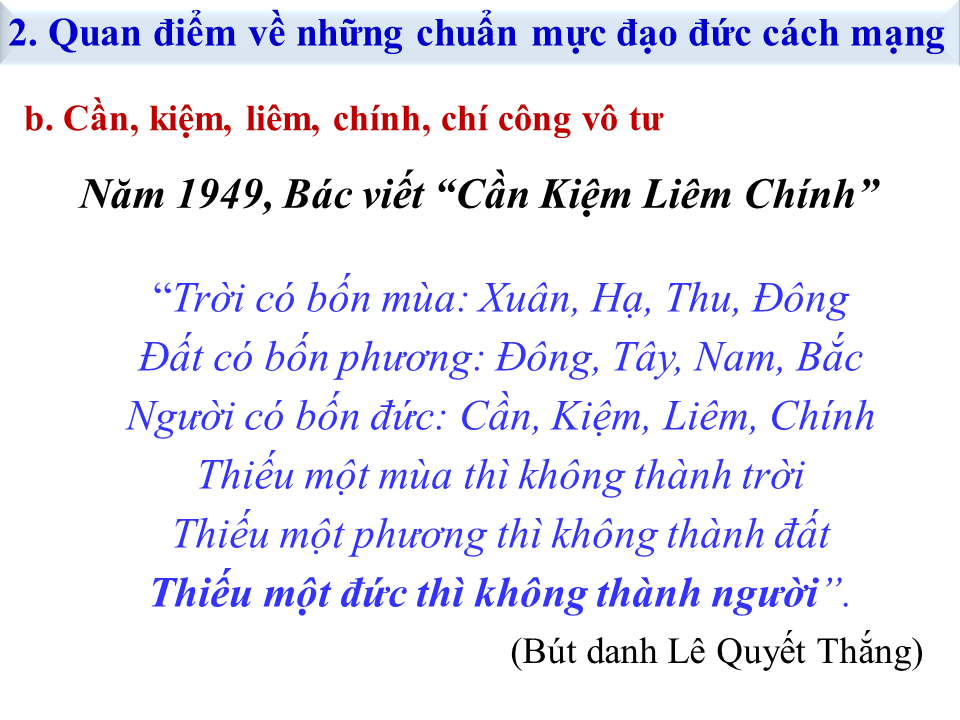 2. Quan điểm về những chuẩn mực đạo đức cách mạng
b. Cần, kiệm, liêm, chính, chí công vô tư
Năm 1949, Bác viết “Cần Kiệm Liêm Chính”
“Trời có bốn mùa: Xuân, Hạ, Thu, Đông
Đất có bốn phương: Đông, Tây, Nam, Bắc
Người có bốn đức: Cần, Kiệm, Liêm, Chính
Thiếu một mùa thì không thành trời
Thiếu một phương thì không thành đất
Thiếu một đức thì không thành người”.
(Bút danh Lê Quyết Thắng)